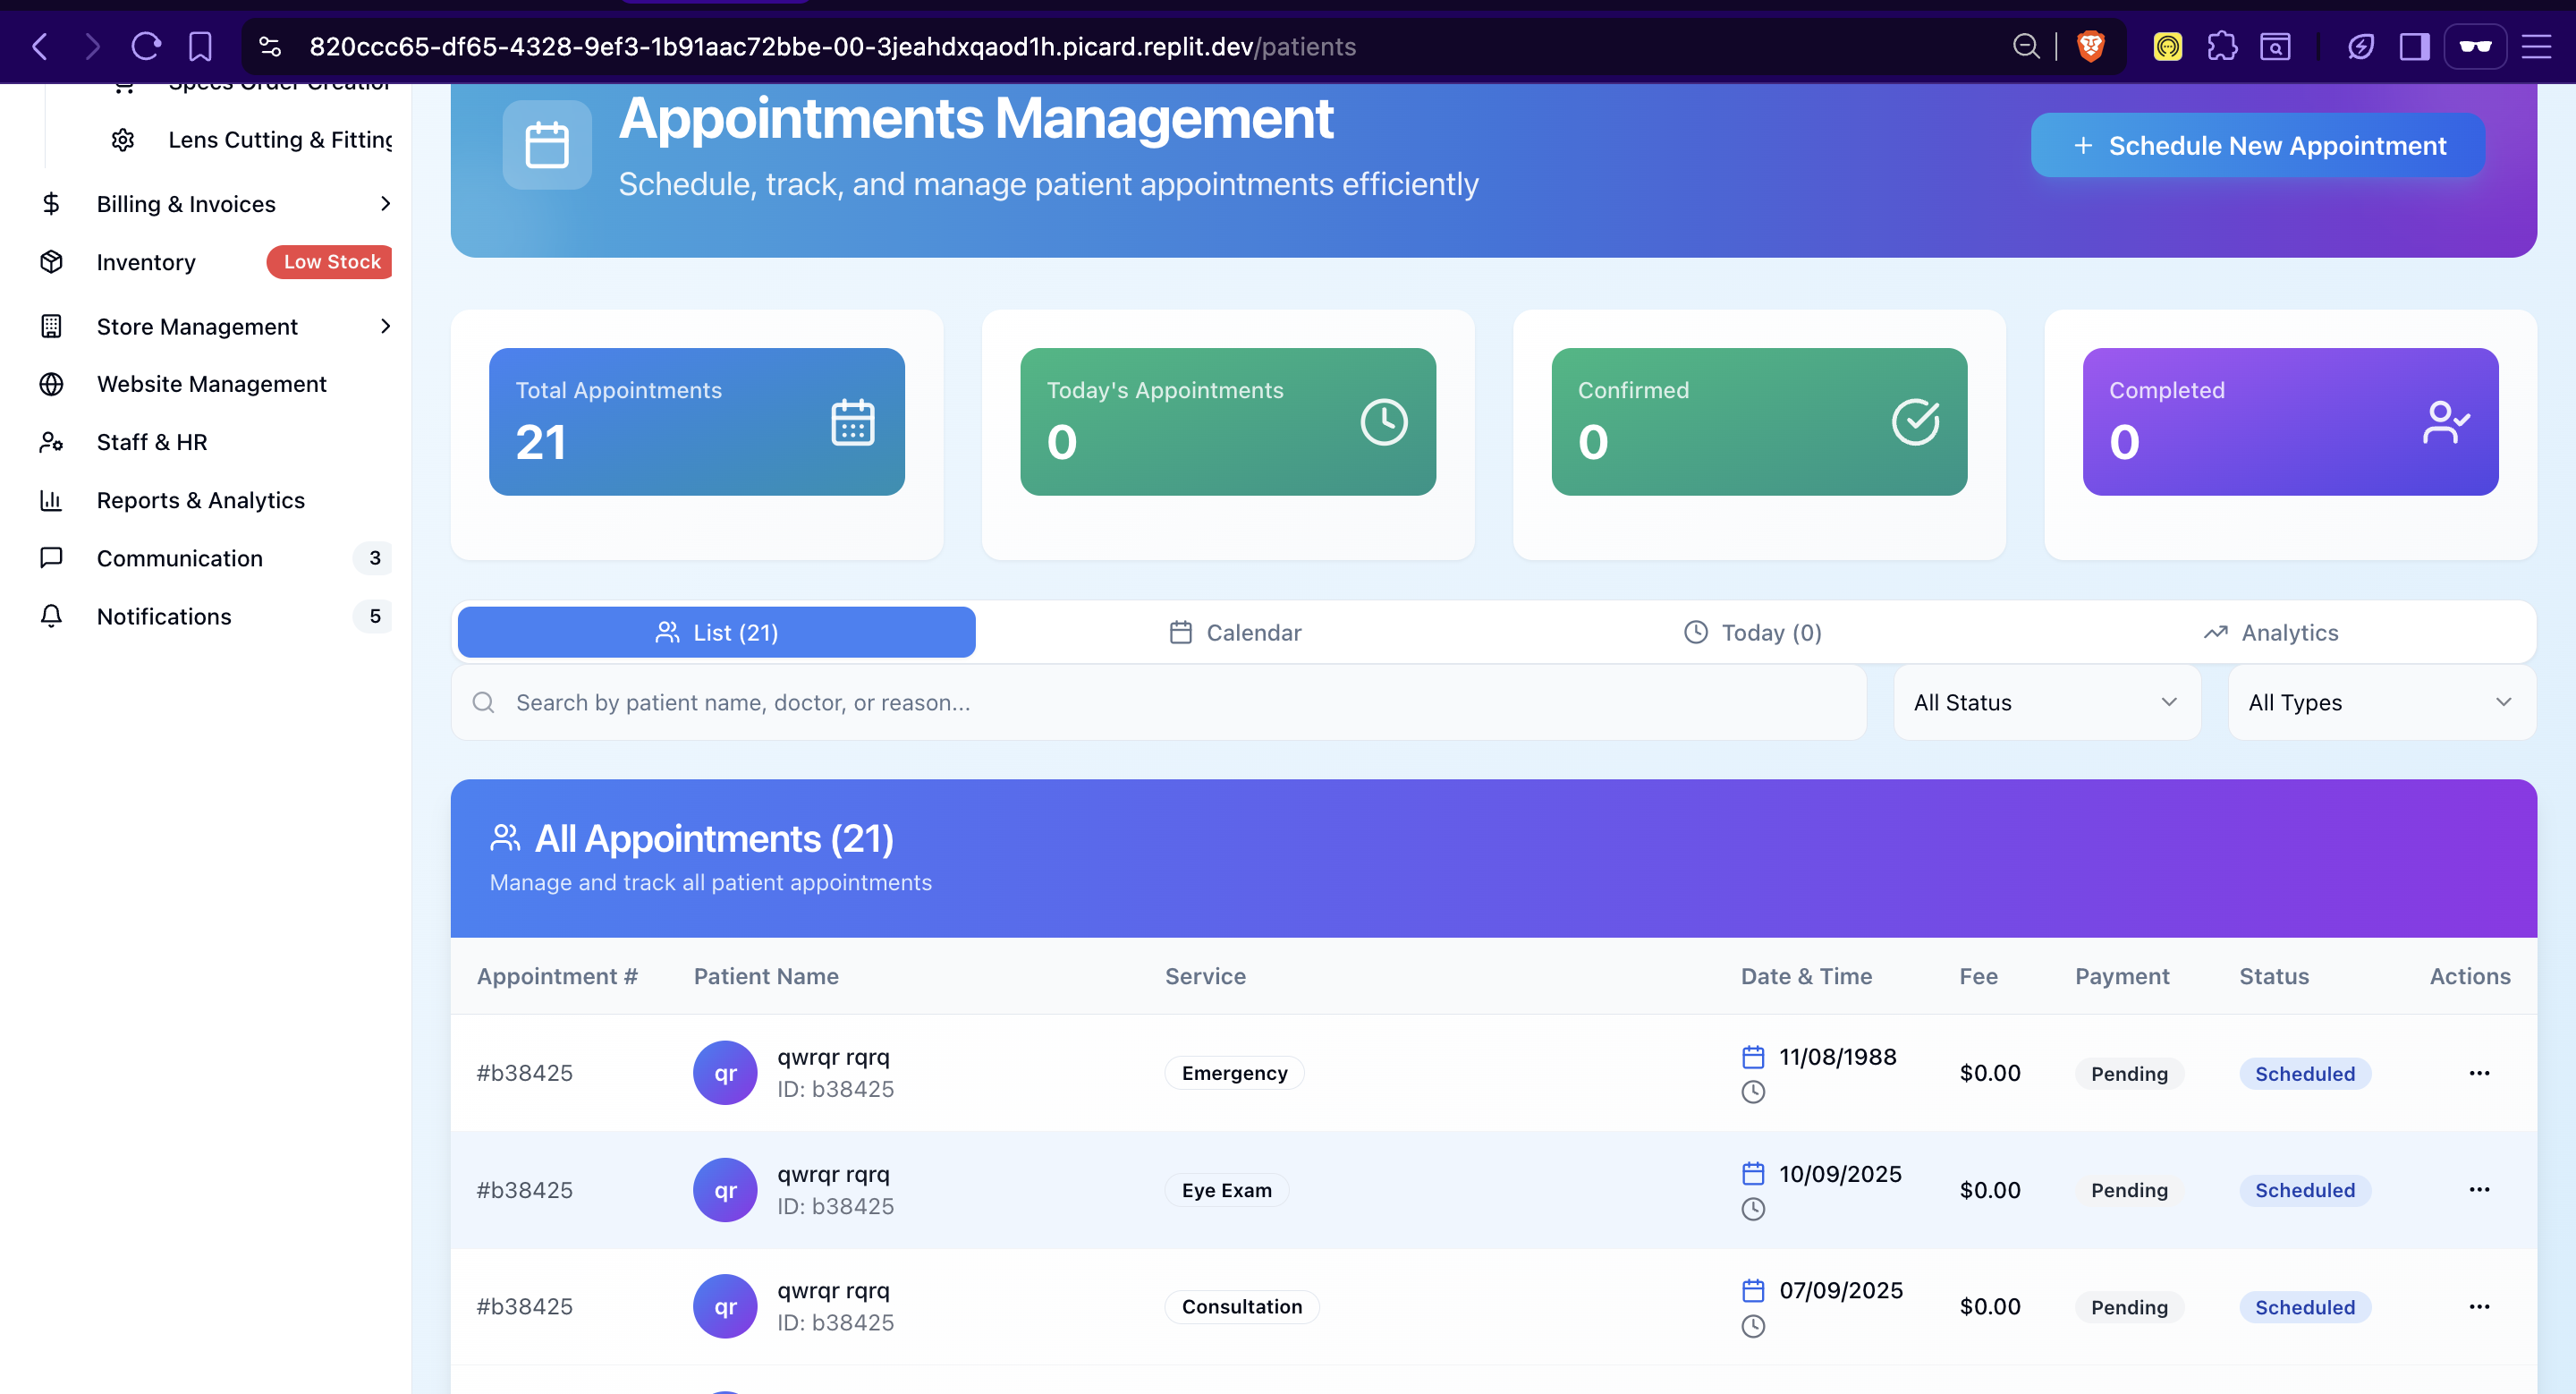 820ccc65-df65-4328-9ef3-1b91aac72bbe-00-3jeahdxqaod1h.picard.replit.dev/patients
Specs Order Creation
Lens Cutting & Fitting
Billing & Invoices
Inventory
Low Stock
Store Management
Website Management
Staff & HR
Reports & Analytics
Communication 3
Notifications 5
Appointments Management
Schedule, track, and manage patient appointments efficiently
+ Schedule New Appointment
Total Appointments
21
Today's Appointments
0
Confirmed
0
Completed
0
List (21)
Calendar
Today (0)
Analytics
Search by patient name, doctor, or reason...
All Status
All Types
All Appointments (21)
Manage and track all patient appointments
Appointment # Patient Name Service Date & Time Fee Payment Status Actions
#b38425 qr qwrqr rqrq Emergency 11/08/1988 $0.00 Pending Scheduled ...
ID: b38425
#b38425 qr qwrqr rqrq Eye Exam 10/09/2025 $0.00 Pending Scheduled ...
ID: b38425
#b38425 qr qwrqr rqrq Consultation 07/09/2025 $0.00 Pending Scheduled ...
ID: b38425